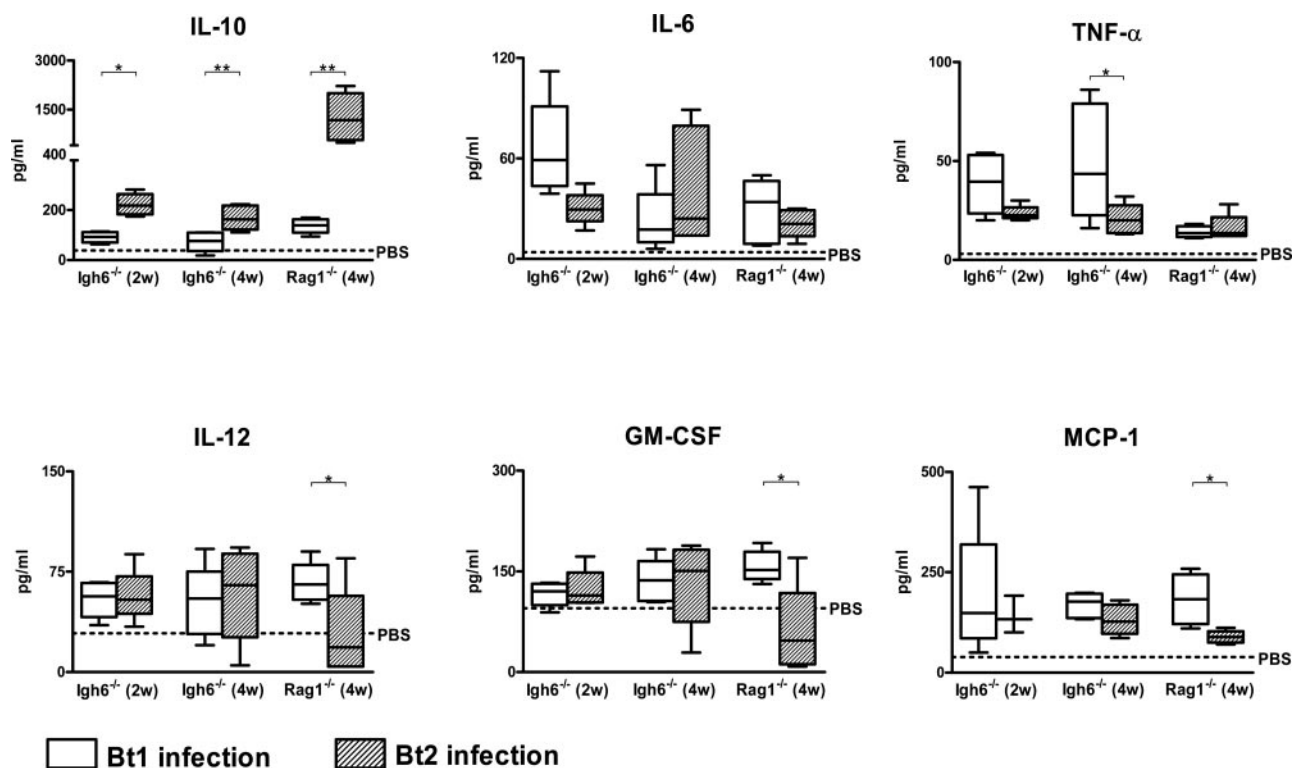 IL-10
IL-6
TNF-α
3000
1500
400
200
0
pg/ml
*
**
**
PBS
Igh6-/- (2w)
Igh6-/- (4w)
Rag1-/- (4w)
120
60
0
pg/ml
PBS
Igh6-/- (2w)
Igh6-/- (4w)
Rag1-/- (4w)
100
50
0
pg/ml
*
PBS
Igh6-/- (2w)
Igh6-/- (4w)
Rag1-/- (4w)
IL-12
GM-CSF
MCP-1
150
75
0
pg/ml
*
PBS
Igh6-/- (2w)
Igh6-/- (4w)
Rag1-/- (4w)
300
150
0
pg/ml
*
PBS
Igh6-/- (2w)
Igh6-/- (4w)
Rag1-/- (4w)
500
250
0
pg/ml
*
PBS
Igh6-/- (2w)
Igh6-/- (4w)
Rag1-/- (4w)
Bt1 infection
Bt2 infection